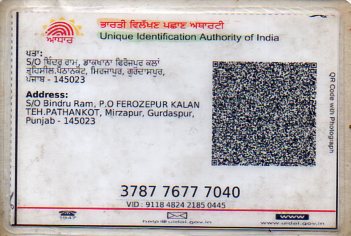 ਭਾਰਤੀ ਵਿਲੱਖਣ ਪਛਾਣ ਅਥਾਰਟੀ
Unique Identification Authority of India
ਆਧਾਰ
ਪਤਾ:
S/O ਬਿੰਦਰੂ ਰਾਮ, ਡਾਕਖਾਨਾ ਫਿਰੋਜ਼ਪੁਰ ਕਲਾਂ
ਤਹਿਸੀਲ.ਪਠਾਨਕੋਟ, ਮਿਰਜਾਪੁਰ, ਗੁਰਦਾਸਪੁਰ,
ਪੰਜਾਬ - 145023
Address:
S/O Bindru Ram, P.O FEROZEPUR KALAN
TEH.PATHANKOT, Mirzapur, Gurdaspur,
Punjab - 145023
QR Code with Photograph
3787 7677 7040
VID : 9118 4824 2185 0445
1947
help@uidai.gov.in
www.uidai.gov.in